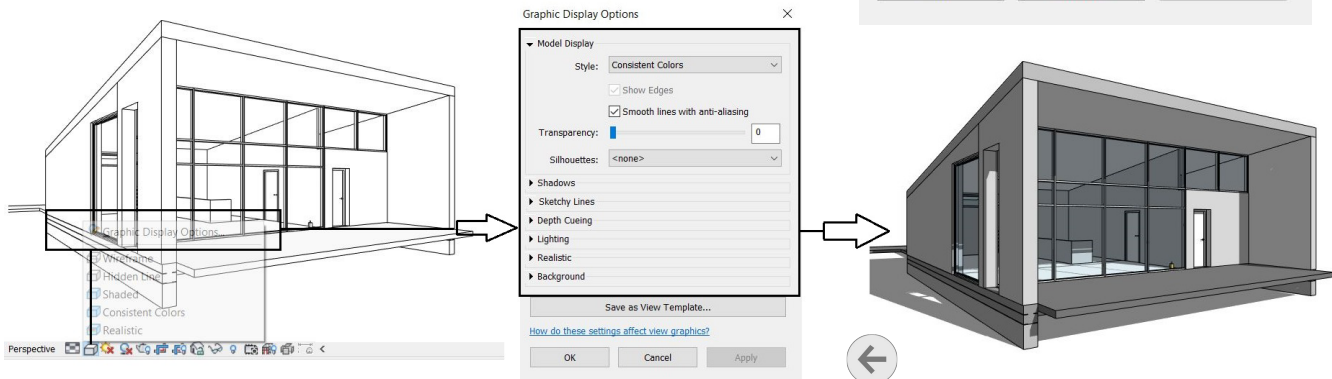 Graphic Display Options...
Wireframe
Hidden Line
Shaded
Consistent Colors
Realistic
Perspective
Graphic Display Options
Model Display
Style: Consistent Colors
Show Edges
Smooth lines with anti-aliasing
Transparency: 0
Silhouettes: <none>
Shadows
Sketchy Lines
Depth Cueing
Lighting
Realistic
Background
Save as View Template...
How do these settings affect view graphics?
OK Cancel Apply